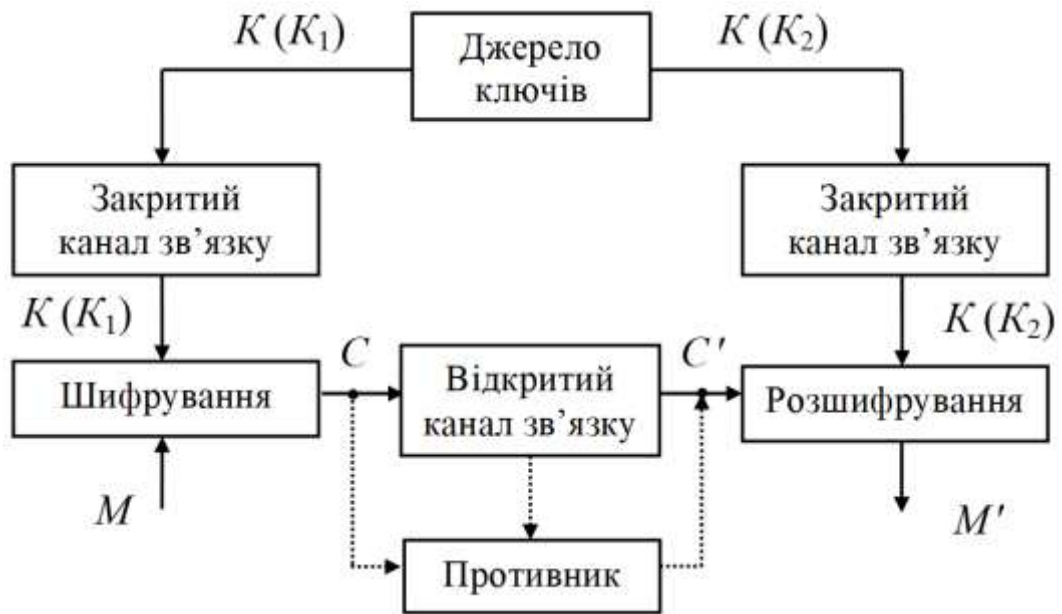 K (K₁)
Джерело
ключів
K (K₂)
Закритий
канал зв’язку
Закритий
канал зв’язку
K (K₁)
K (K₂)
Шифрування
C
Відкритий
канал зв’язку
C′
Розшифрування
M
Противник
M′